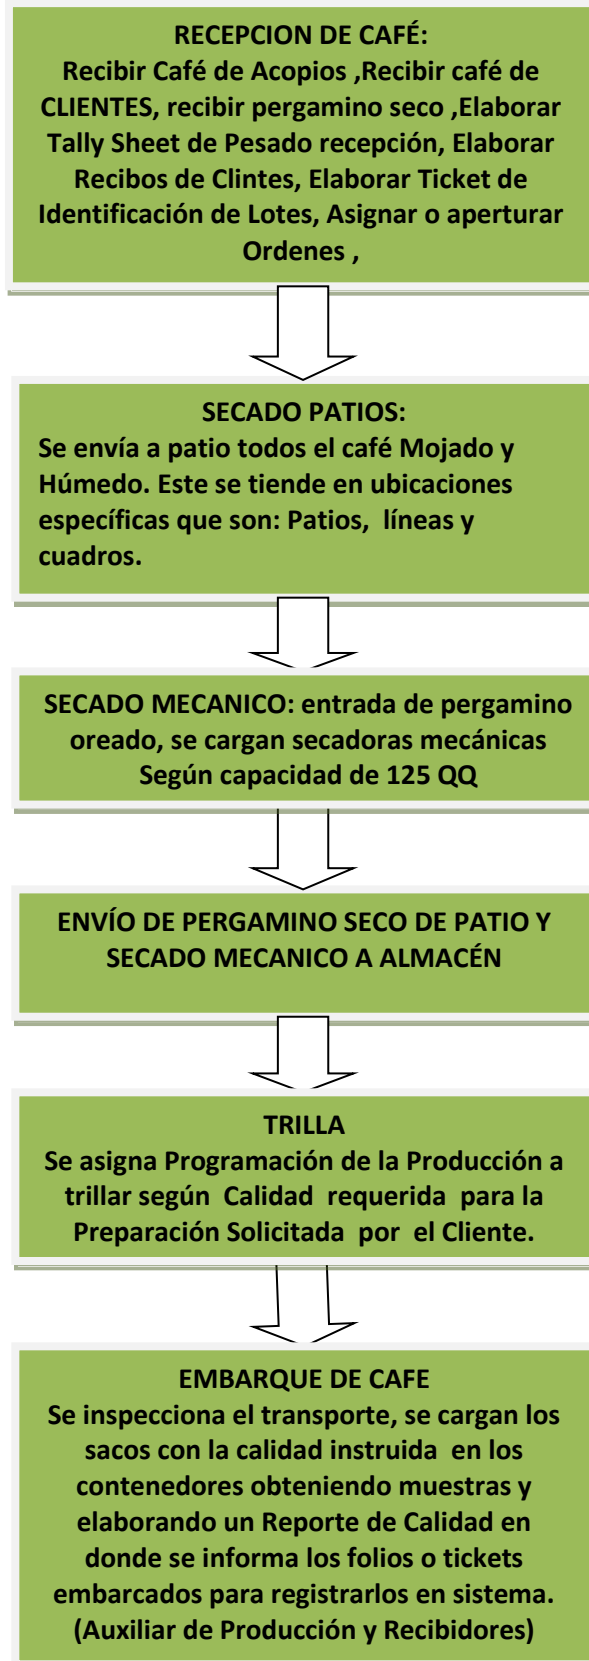 RECEPCION DE CAFÉ:
Recibir Café de Acopios ,Recibir café de
CLIENTES, recibir pergamino seco ,Elaborar
Tally Sheet de Pesado recepción, Elaborar
Recibos de Clintes, Elaborar Ticket de
Identificación de Lotes, Asignar o aperturar
Ordenes ,
SECADO PATIOS:
Se envía a patio todos el café Mojado y
Húmedo. Este se tiende en ubicaciones
específicas que son: Patios, líneas y
cuadros.
SECADO MECANICO: entrada de pergamino
oreado, se cargan secadoras mecánicas
Según capacidad de 125 QQ
ENVÍO DE PERGAMINO SECO DE PATIO Y
SECADO MECANICO A ALMACÉN
TRILLA
Se asigna Programación de la Producción a
trillar según Calidad requerida para la
Preparación Solicitada por el Cliente.
EMBARQUE DE CAFE
Se inspecciona el transporte, se cargan los
sacos con la calidad instruida en los
contenedores obteniendo muestras y
elaborando un Reporte de Calidad en
donde se informa los folios o tickets
embarcados para registrarlos en sistema.
(Auxiliar de Producción y Recibidores)